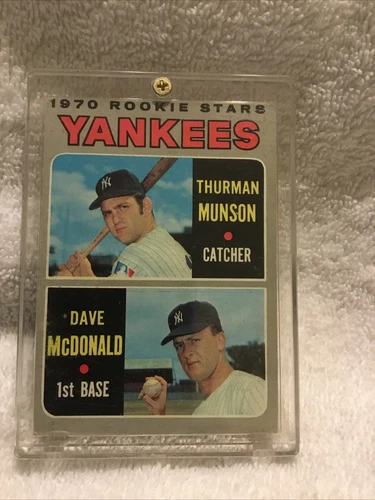 1970 ROOKIE STARS
YANKEES
THURMAN
MUNSON
CATCHER
DAVE
McDONALD
1st BASE